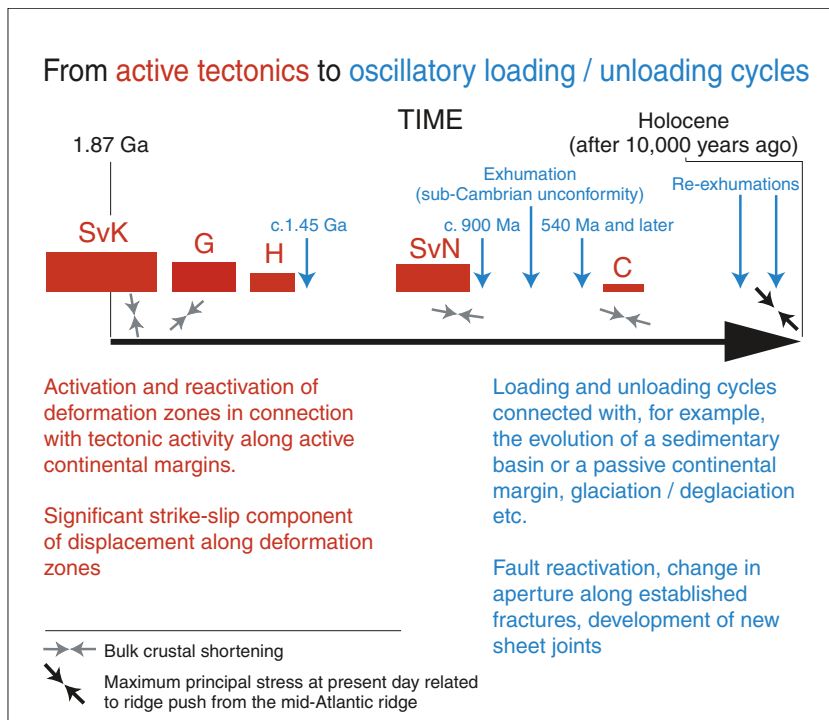 From active tectonics to oscillatory loading / unloading cycles
TIME
1.87 Ga
Holocene
(after 10,000 years ago)
Exhumation
(sub-Cambrian unconformity)
Re-exhumations
SvK
G
H
c.1.45 Ga
SvN
c. 900 Ma
540 Ma and later
C
Activation and reactivation of
deformation zones in connection
with tectonic activity along active
continental margins.
Significant strike-slip component
of displacement along deformation
zones
Loading and unloading cycles
connected with, for example,
the evolution of a sedimentary
basin or a passive continental
margin, glaciation / deglaciation
etc.
Fault reactivation, change in
aperture along established
fractures, development of new
sheet joints
Bulk crustal shortening
Maximum principal stress at present day related
to ridge push from the mid-Atlantic ridge